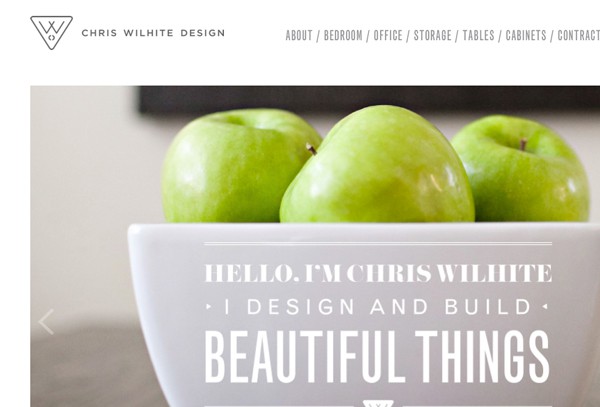 CHRIS WILHITE DESIGN
ABOUT / BEDROOM / OFFICE / STORAGE / TABLES / CABINETS / CONTRACT
HELLO. I'M CHRIS WILHITE
I DESIGN AND BUILD
BEAUTIFUL THINGS